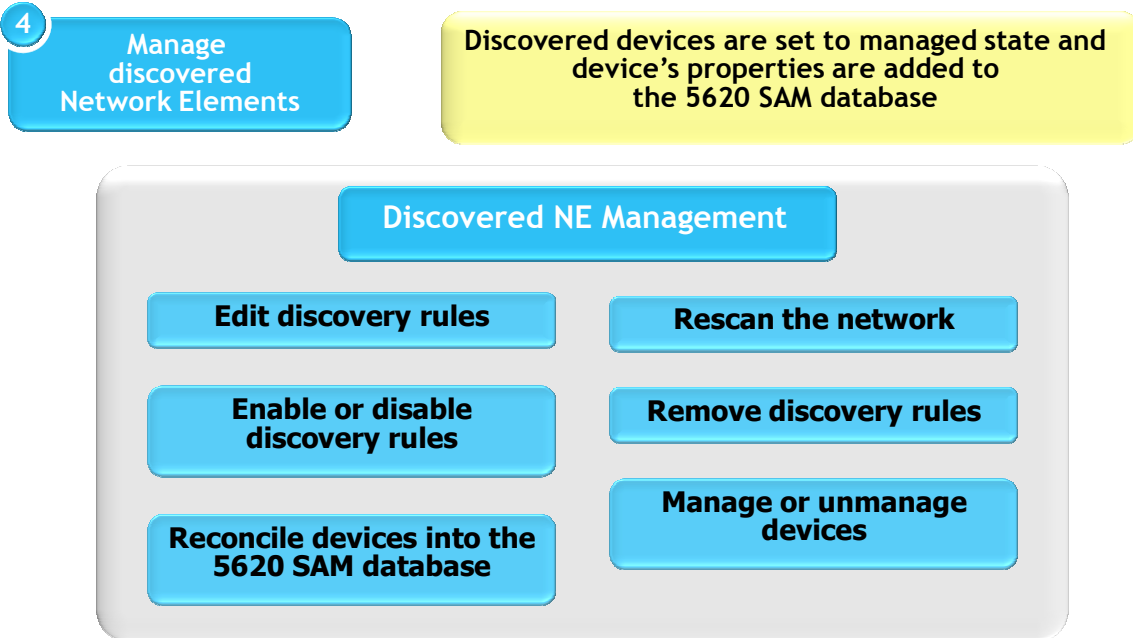 4
Manage
discovered
Network Elements
Discovered devices are set to managed state and
device’s properties are added to
the 5620 SAM database
Discovered NE Management
Edit discovery rules
Rescan the network
Enable or disable
discovery rules
Remove discovery rules
Reconcile devices into the
5620 SAM database
Manage or unmanage
devices